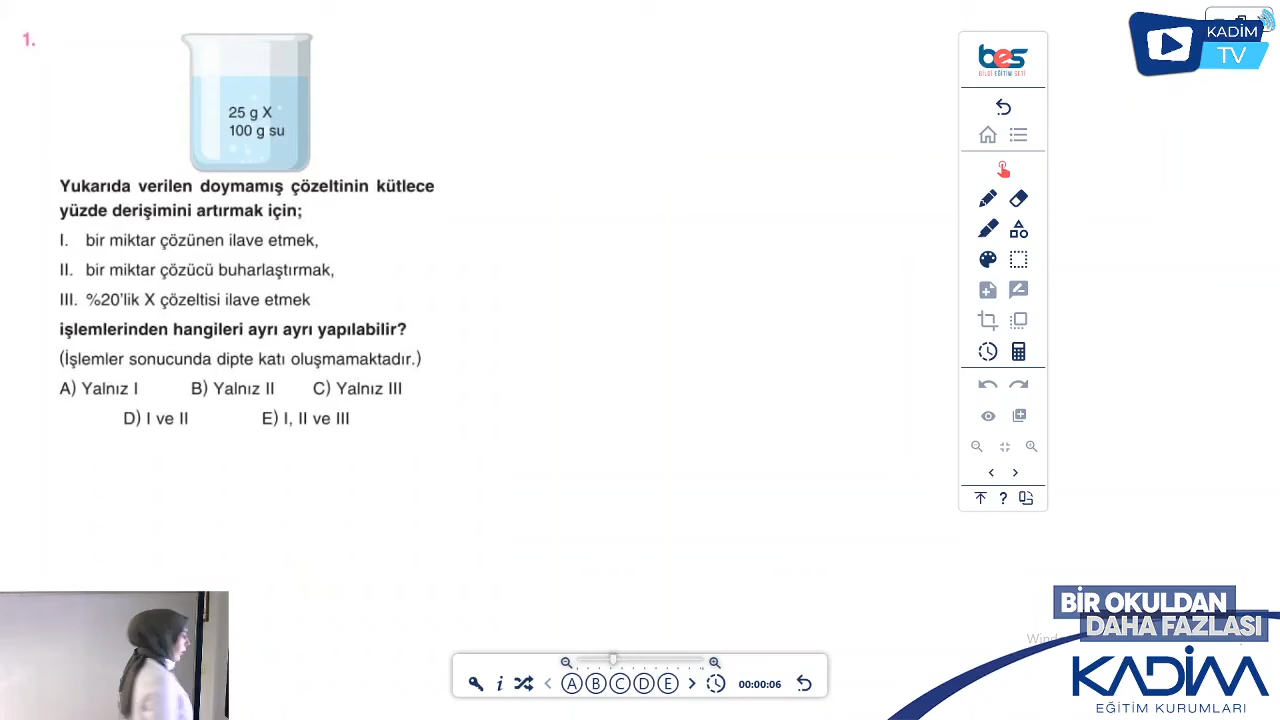 1.
25 g X
100 g su
Yukarıda verilen doymamış çözeltinin kütlece
yüzde derişimini artırmak için;
I. bir miktar çözünen ilave etmek,
II. bir miktar çözücü buharlaştırmak,
III. %20'lik X çözeltisi ilave etmek
işlemlerinden hangileri ayrı ayrı yapılabilir?
(İşlemler sonucunda dipte katı oluşmamaktadır.)
A) Yalnız I B) Yalnız II C) Yalnız III
D) I ve II E) I, II ve III
bes
BİLGİ EĞİTİM SETİ
?
KADİM
TV
i
A B C D E
00:00:06
BİR OKULDAN
DAHA FAZLASI
KADİM
EĞİTİM KURUMLARI